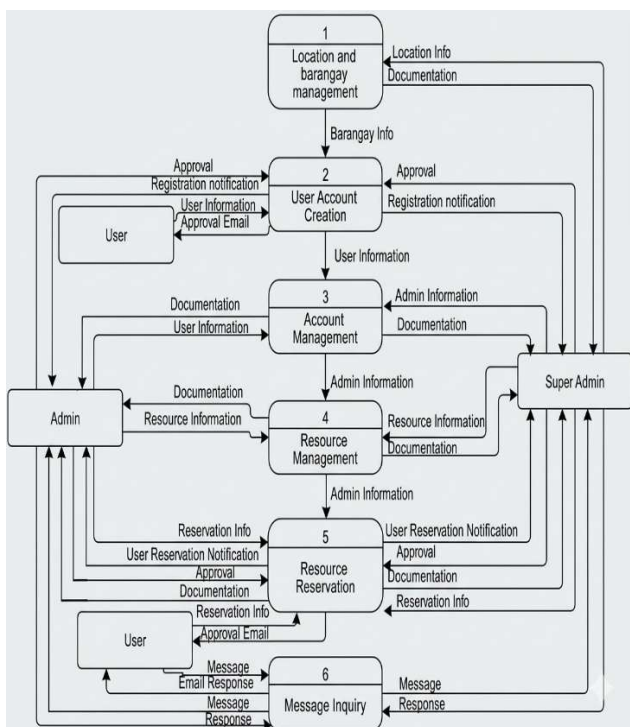 1
Location and
barangay
management
Location Info
Documentation
Barangay Info
Approval
Registration notification
User Information
Approval Email
User
2
User Account
Creation
Approval
Registration notification
User Information
Documentation
User Information
3
Account
Management
Admin Information
Documentation
Admin Information
Admin
Documentation
Resource Information
4
Resource
Management
Resource Information
Documentation
Super Admin
Admin Information
Reservation Info
User Reservation Notification
Approval
Documentation
5
Resource
Reservation
User Reservation Notification
Approval
Documentation
Reservation Info
Reservation Info
Approval Email
User
Message
Email Response
Message
Response
6
Message Inquiry
Message
Response